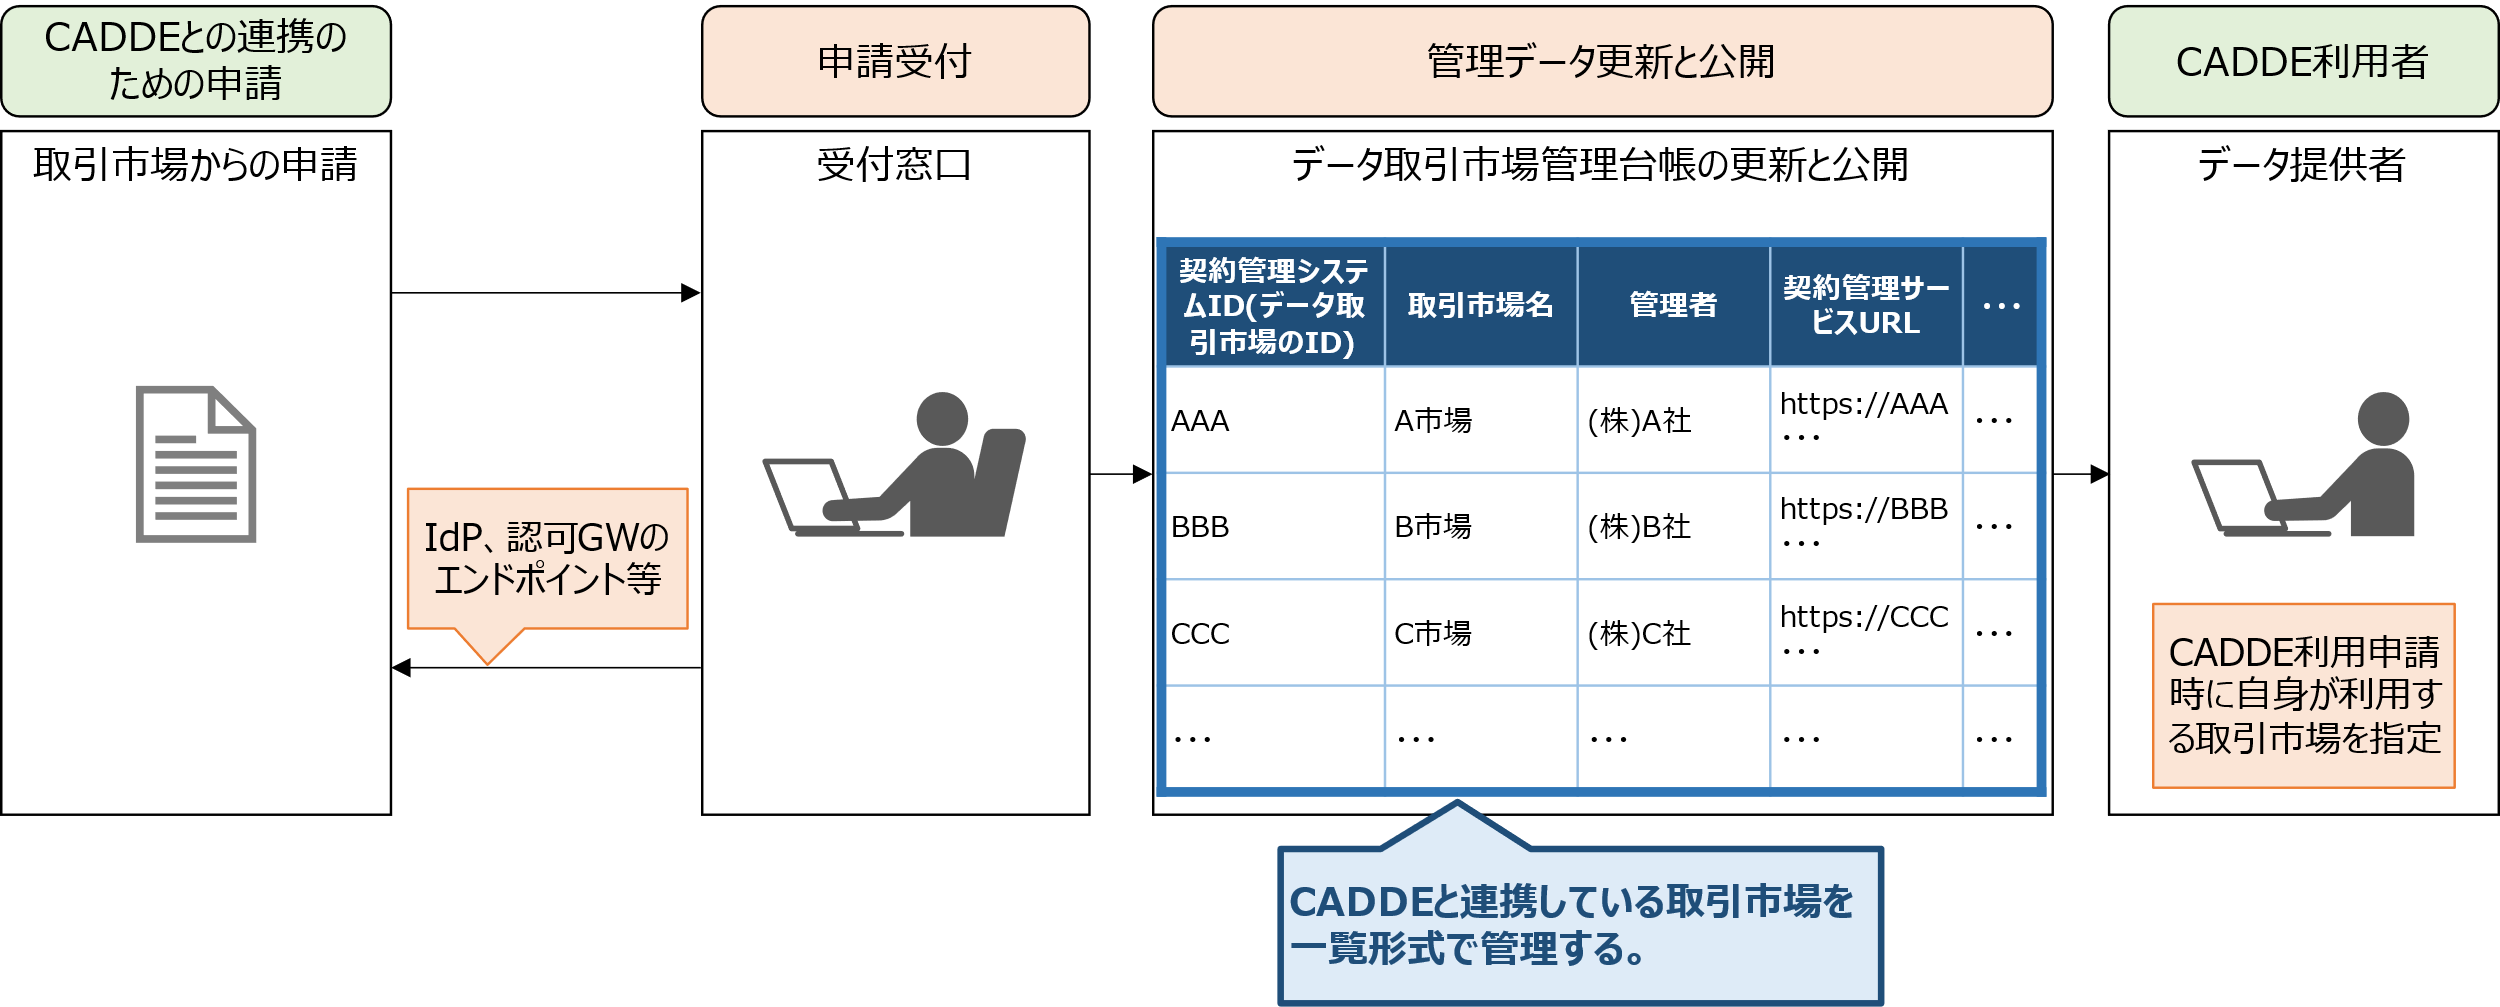 CADDEとの連携の
ための申請
申請受付
管理データ更新と公開
CADDE利用者
取引市場からの申請
受付窓口
データ取引市場管理台帳の更新と公開
データ提供者
IdP、認可GWの
エンドポイント等
契約管理システ
ムID(データ取
引市場のID)
取引市場名
管理者
契約管理サー
ビスURL
・・・
AAA
A市場
(株)A社
https://AAA
・・・
・・・
BBB
B市場
(株)B社
https://BBB
・・・
・・・
CCC
C市場
(株)C社
https://CCC
・・・
・・・
・・・
・・・
・・・
・・・
・・・
CADDE利用申請
時に自身が利用す
る取引市場を指定
CADDEと連携している取引市場を
一覧形式で管理する。